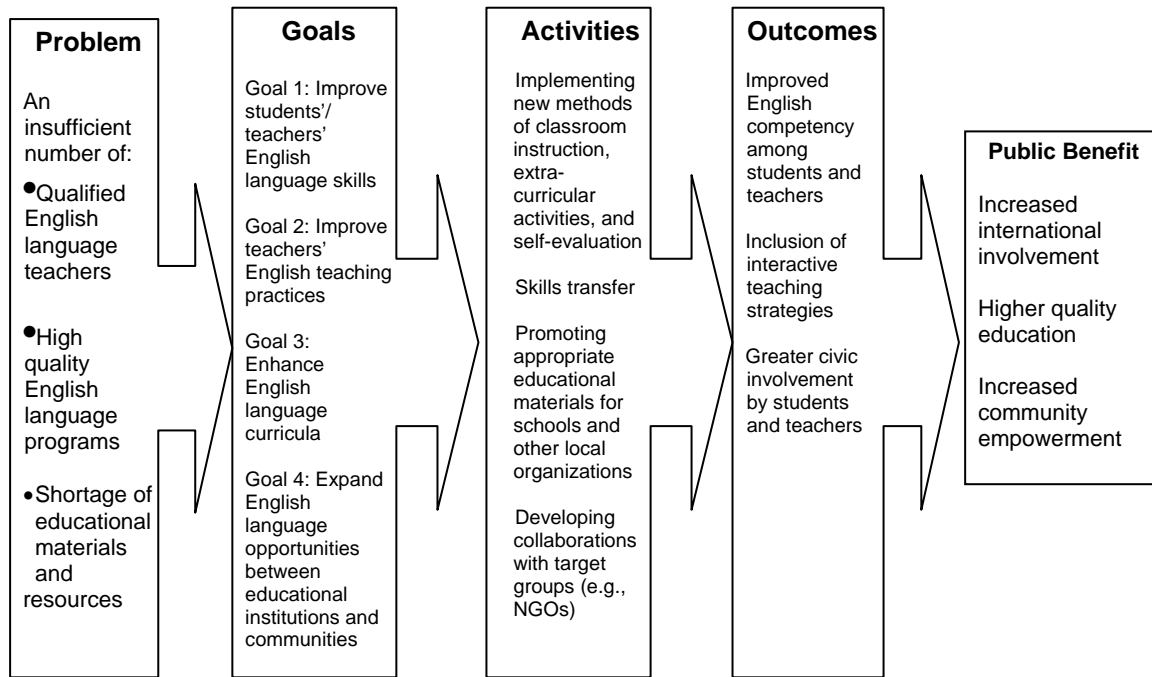 Problem
An
insufficient
number of:
●Qualified
English
language
teachers
●High
quality
English
language
programs
•Shortage of
educational
materials
and
resources
Goals
Goal 1: Improve
students’/
teachers’
English
language skills
Goal 2: Improve
teachers’
English teaching
practices
Goal 3:
Enhance
English
language
curricula
Goal 4: Expand
English
language
opportunities
between
educational
institutions and
communities
Activities
Implementing
new methods
of classroom
instruction,
extra-
curricular
activities, and
self-evaluation
Skills transfer
Promoting
appropriate
educational
materials for
schools and
other local
organizations
Developing
collaborations
with target
groups (e.g.,
NGOs)
Outcomes
Improved
English
competency
among
students and
teachers
Inclusion of
interactive
teaching
strategies
Greater civic
involvement
by students
and teachers
Public Benefit
Increased
international
involvement
Higher quality
education
Increased
community
empowerment